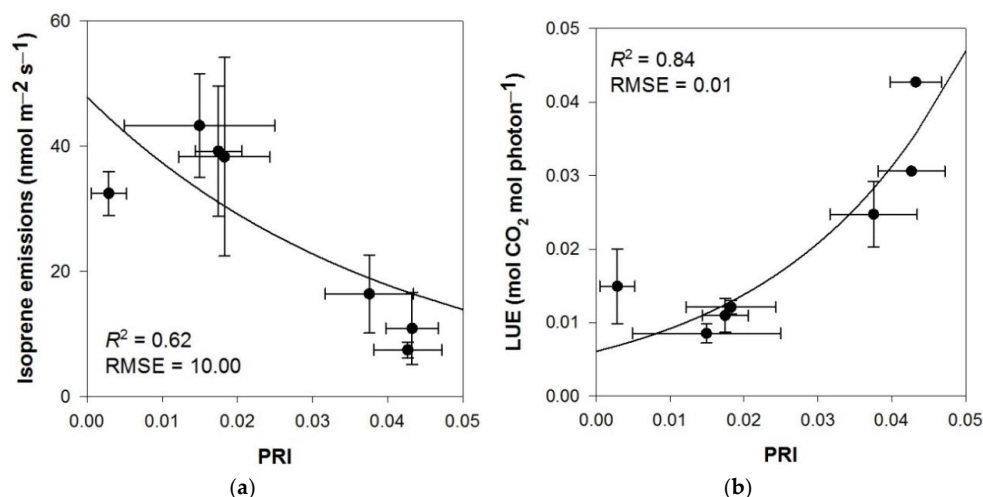 (a)
Isoprene emissions (nmol m−2 s−1)
60
40
20
0
R2 = 0.62
RMSE = 10.00
0.00 0.01 0.02 0.03 0.04 0.05
PRI
(a)
LUE (mol CO2 mol photon−1)
0.05
0.04
0.03
0.02
0.01
0.00
R2 = 0.84
RMSE = 0.01
0.00 0.01 0.02 0.03 0.04 0.05
PRI
(b)